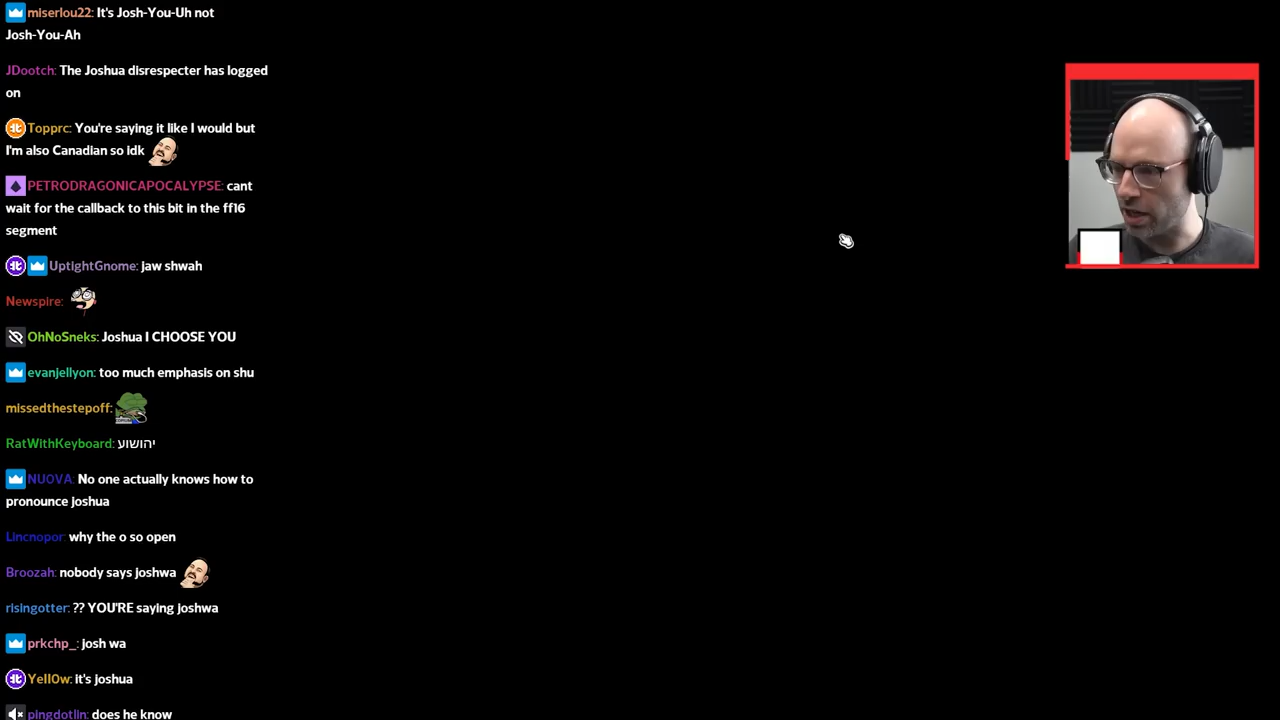 miserlou22: It's Josh-You-Uh not
Josh-You-Ah
JDootch: The Joshua disrespecter has logged
on
Topprc: You're saying it like I would but
I'm also Canadian so idk
PETRODRAGONICAPOCALYPSE: cant
wait for the callback to this bit in the ff16
segment
UptightGnome: jaw shwah
Newspire:
OhNoSneks: Joshua I CHOOSE YOU
evanjellyon: too much emphasis on shu
missedthestepoff:
RatWithKeyboard: יהושוע
NUOVA: No one actually knows how to
pronounce joshua
Lincnopor: why the o so open
Broozah: nobody says joshwa
risingotter: ?? YOU'RE saying joshwa
prkchp_: josh wa
Yell0w: it's joshua
pingdotlin: does he know